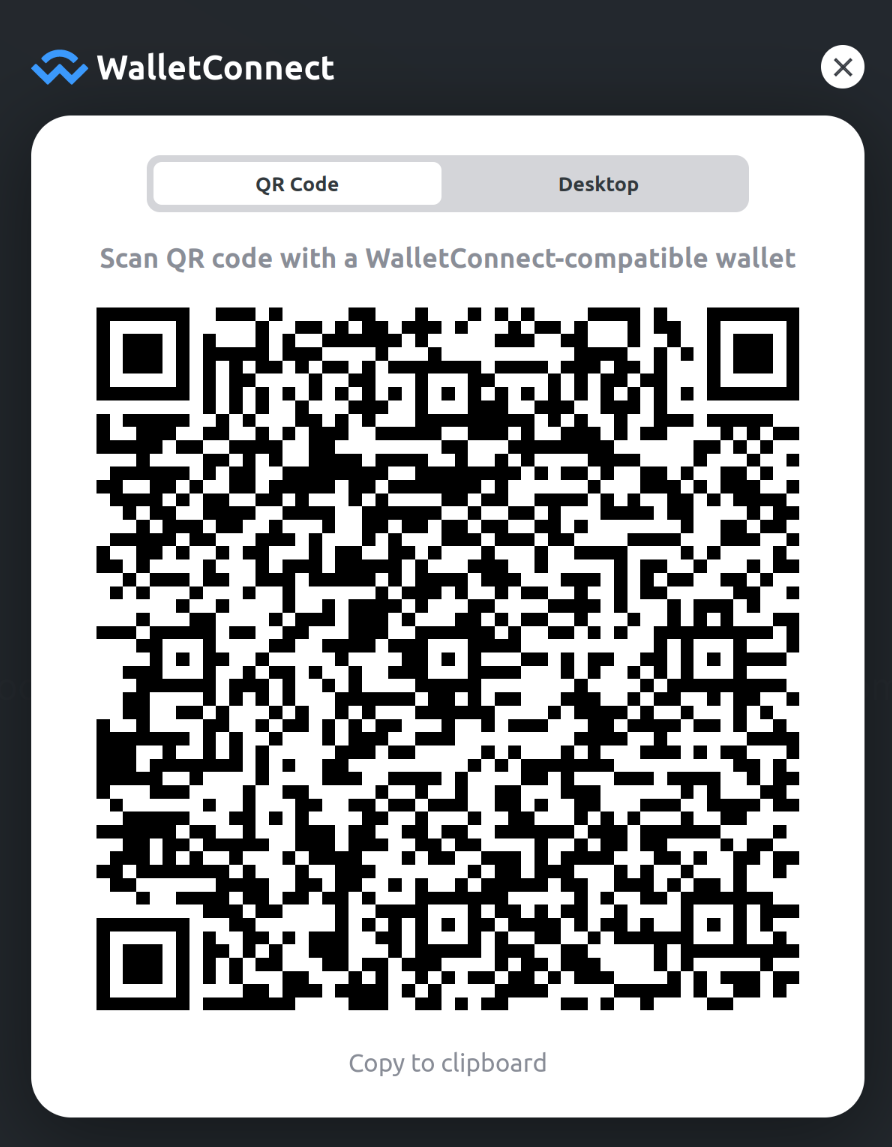 WalletConnect
QR Code
Desktop
Scan QR code with a WalletConnect-compatible wallet
Copy to clipboard